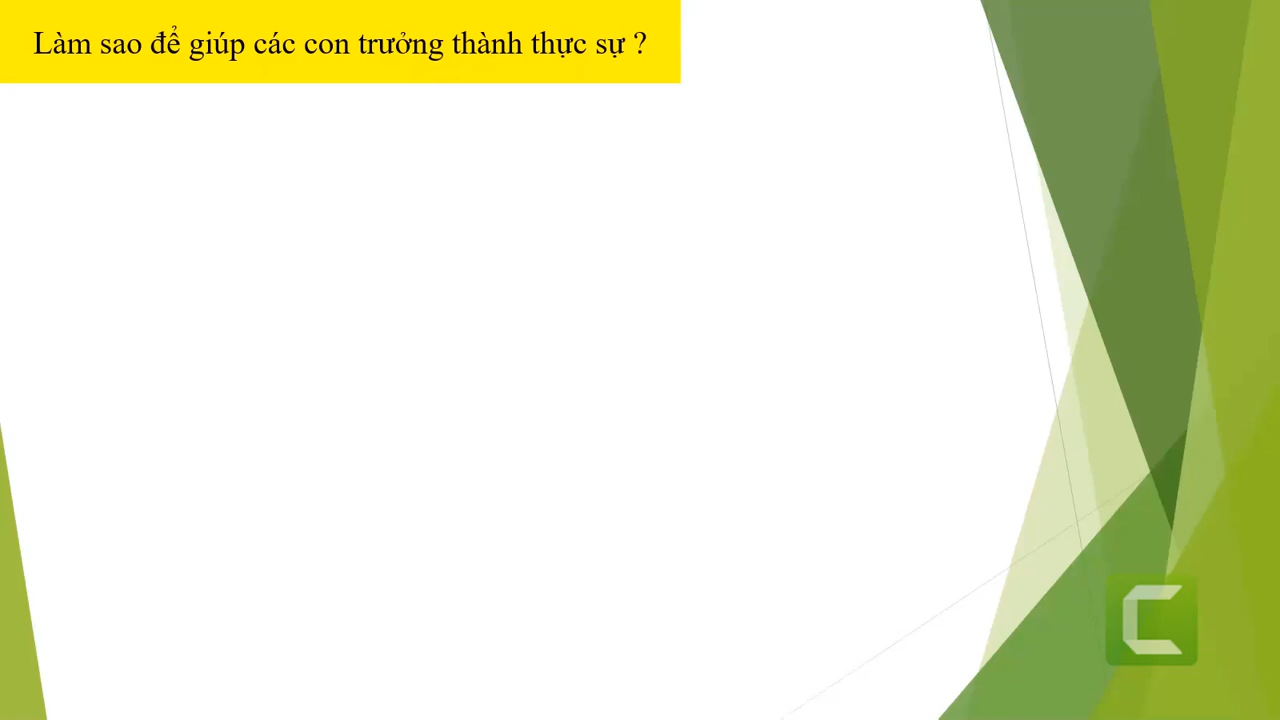 Làm sao để giúp các con trưởng thành thực sự ?